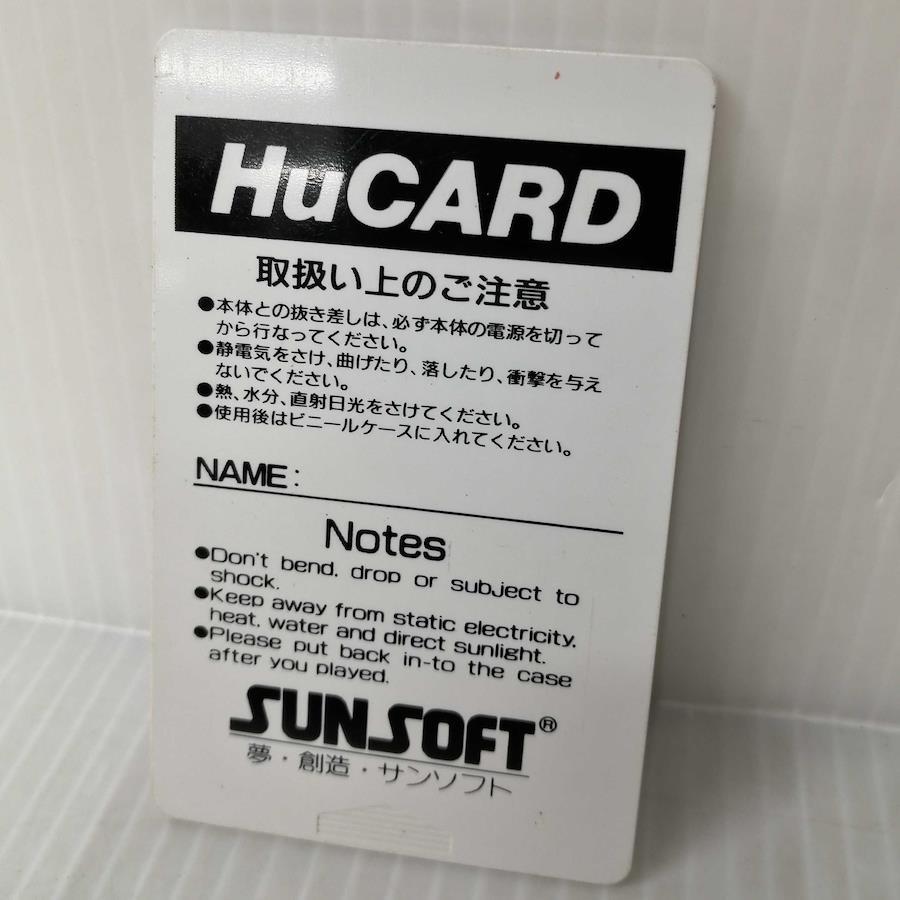 HuCARD
取扱い上のご注意
●本体との抜き差しは、必ず本体の電源を切って
から行なってください。
●静電気をさけ、曲げたり、落したり、衝撃を与え
ないでください。
●熱、水分、直射日光をさけてください。
●使用後はビニールケースに入れてください。
NAME:
Notes
●Don't bend, drop or subject to
shock.
●Keep away from static electricity,
heat, water and direct sunlight.
●Please put back in-to the case
after you played.
SUNSOFT®
夢・創造・サンソフト